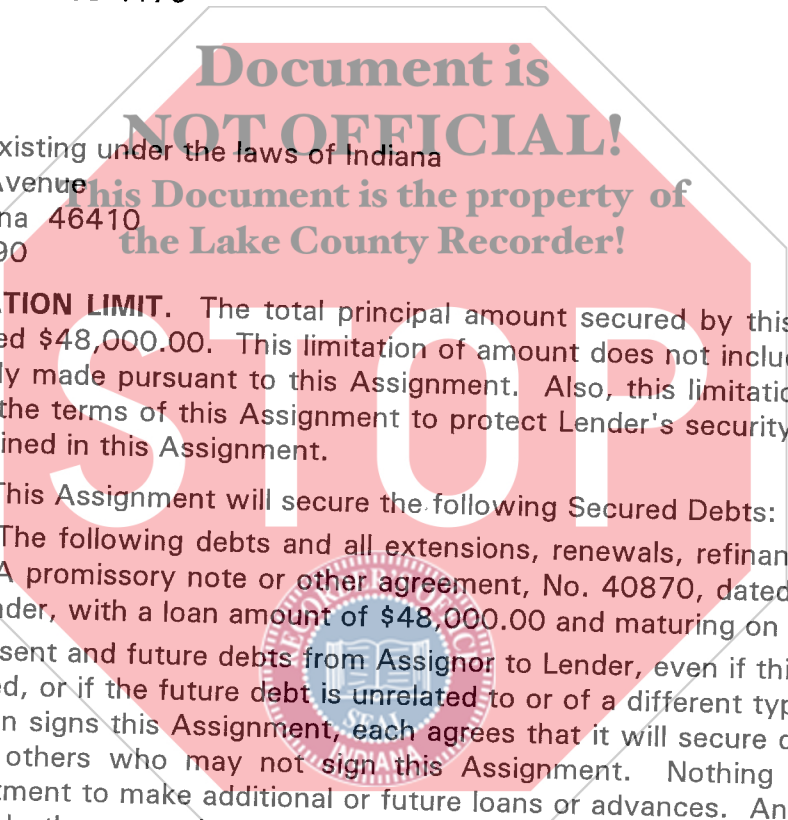 Document is
NOT OFFICIAL!
xisting under the laws of Indiana
Avenue
This Document is the property of
na 46410
the Lake County Recorder!
90
TION LIMIT. The total principal amount secured by this
ed $48,000.00. This limitation of amount does not inclu
ly made pursuant to this Assignment. Also, this limitatio
the terms of this Assignment to protect Lender's security
ined in this Assignment.
STOP
This Assignment will secure the following Secured Debts:
The following debts and all extensions, renewals, refinan
A promissory note or other agreement, No. 40870, dated
nder, with a loan amount of $48,000.00 and maturing on
sent and future debts from Assignor to Lender, even if thi
ed, or if the future debt is unrelated to or of a different typ
n signs this Assignment, each agrees that it will secure
others who may not sign this Assignment. Nothing
tment to make additional or future loans or advances. An
SEAL
INDIANA